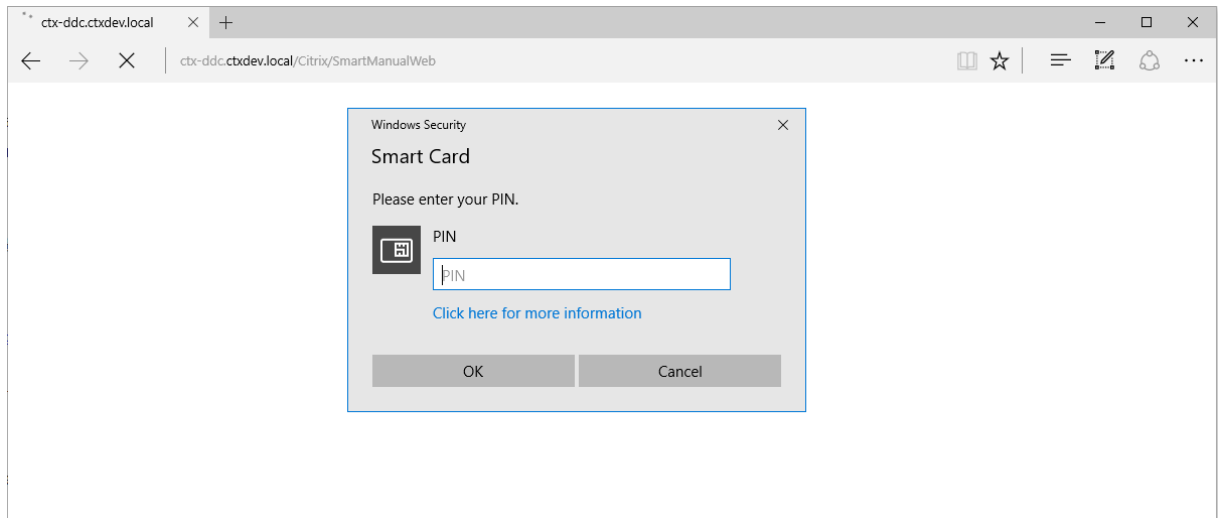 ctx-ddc.ctxdev.local
ctx-ddc.ctxdev.local/Citrix/SmartManualWeb
Windows Security
Smart Card
Please enter your PIN.
PIN
PIN
Click here for more information
OK
Cancel